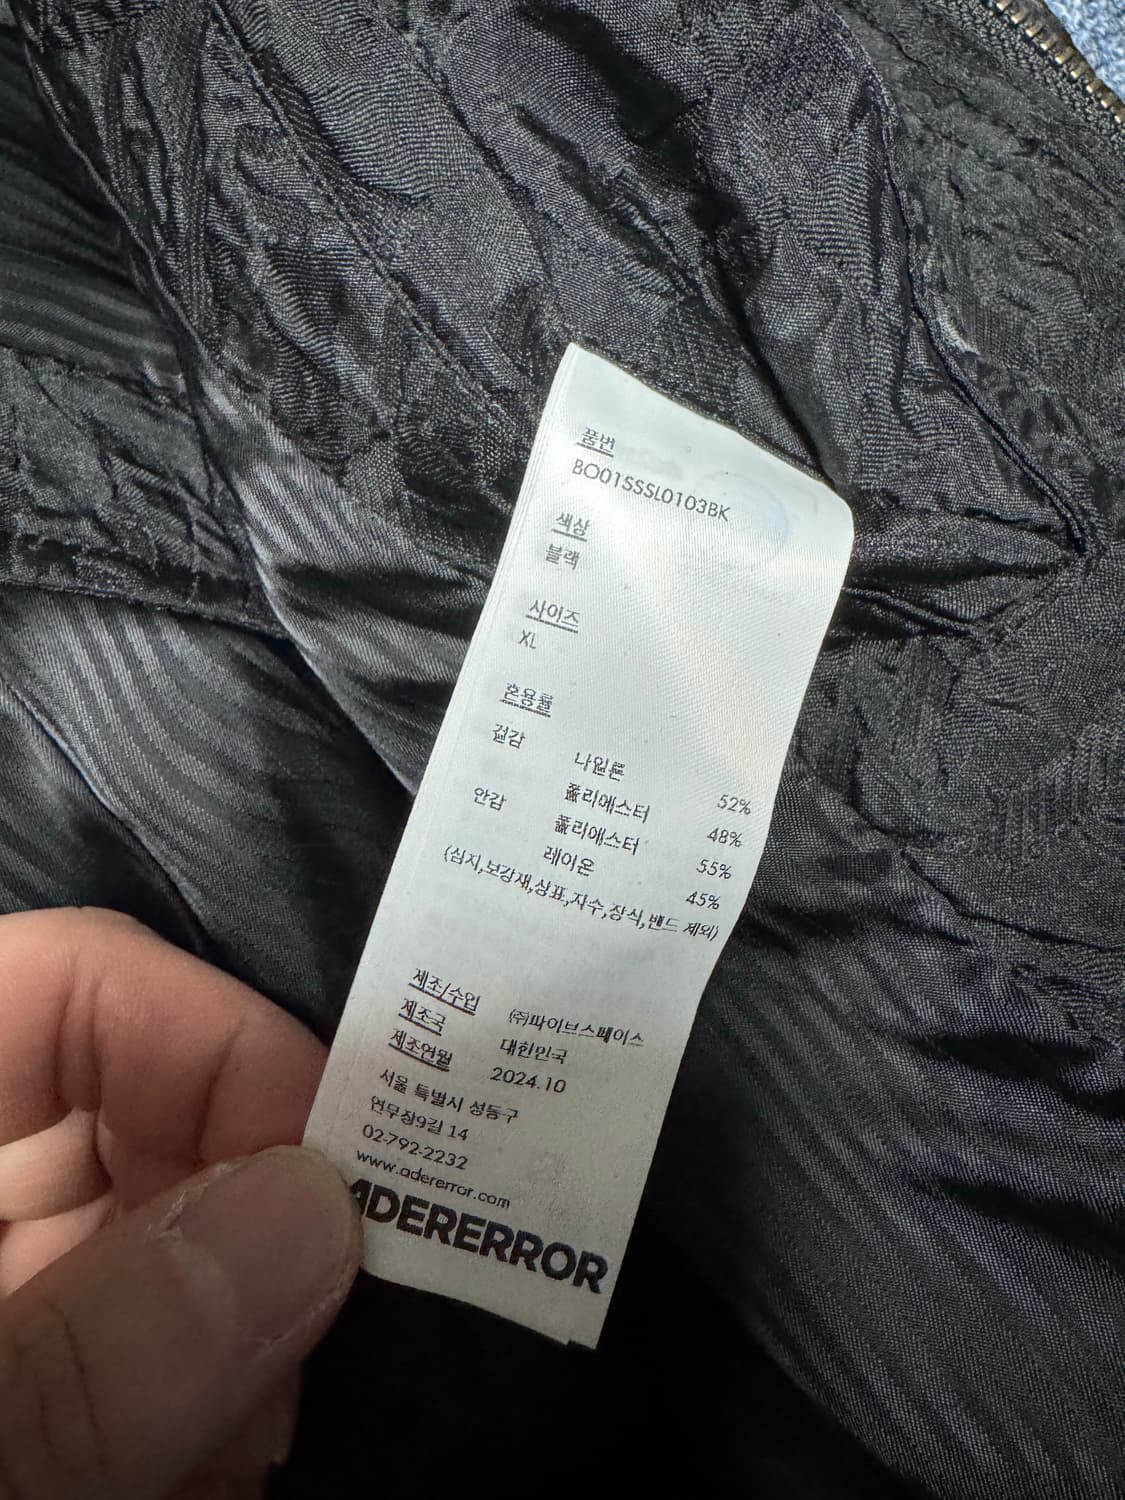 품번
BO01SSSL0103BK
색상
블랙
사이즈
XL
혼용률
겉감 나일론 52%
폴리에스터 48%
안감 폴리에스터 55%
레이온 45%
(심지,보강재,상표,자수,장식,밴드 제외)
제조/수입 (주)파이브스페이스
제조국 대한민국
제조연월 2024.10
서울 특별시 성동구
연무장9길 14
02-792-2232
www.adererror.com
ADERERROR